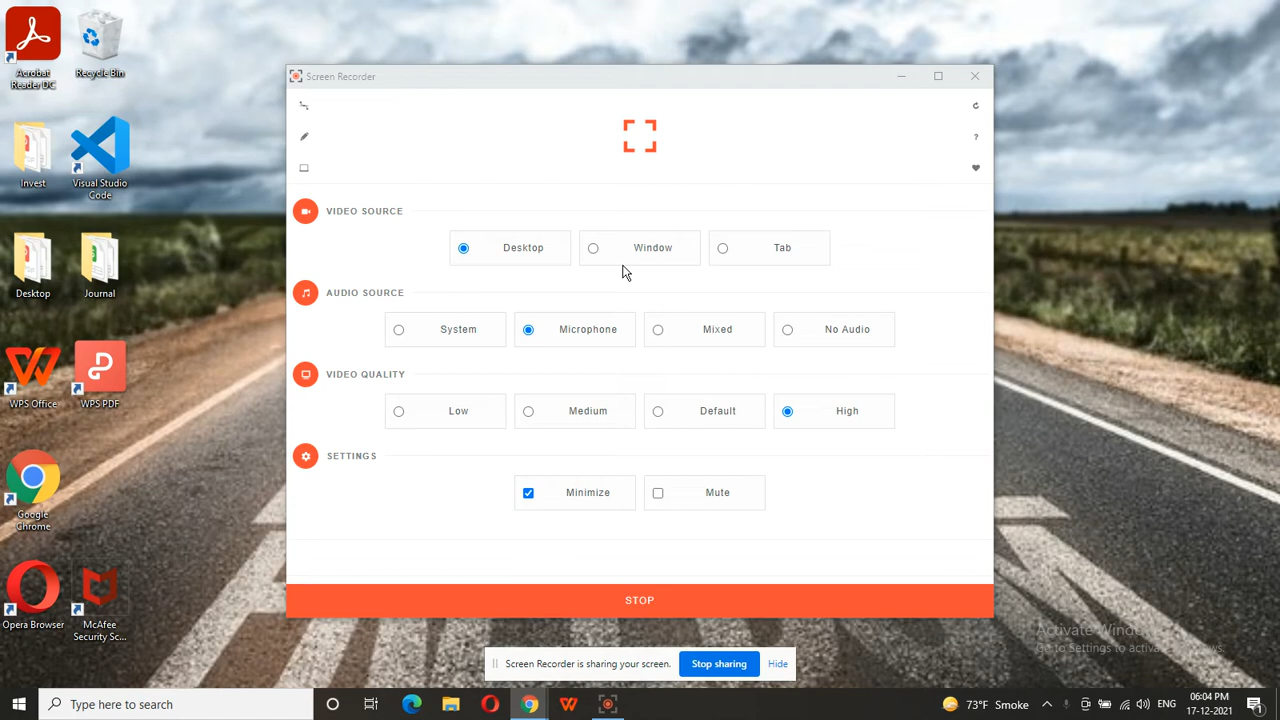 Acrobat
Reader DC
Recycle Bin
Invest
Visual Studio
Code
Desktop
Journal
WPS Office
WPS PDF
Google
Chrome
Opera Browser
McAfee
Security Sc...
Screen Recorder
?
VIDEO SOURCE
Desktop
Window
Tab
AUDIO SOURCE
System
Microphone
Mixed
No Audio
VIDEO QUALITY
Low
Medium
Default
High
SETTINGS
Minimize
Mute
STOP
Screen Recorder is sharing your screen.
Stop sharing
Hide
Activate Windows
Go to Settings to activate Windows.
Type here to search
73°F Smoke
ENG
06:04 PM
17-12-2021
1